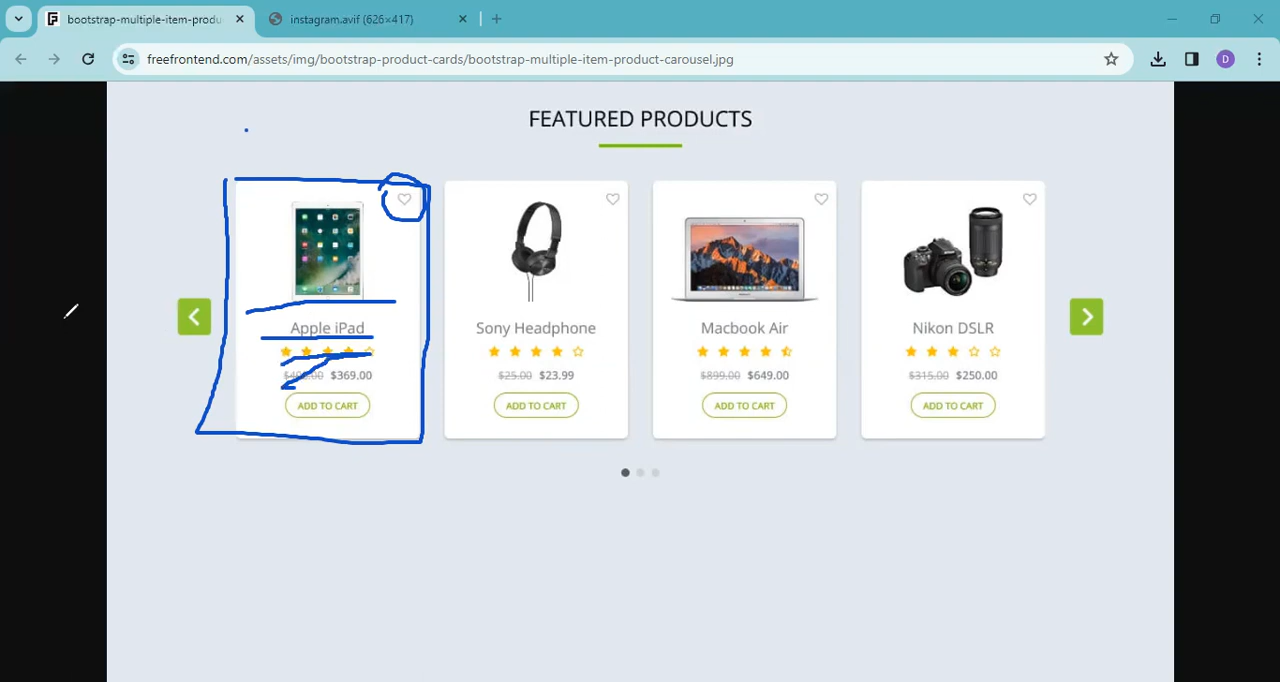 bootstrap-multiple-item-produ
instagram.avif (626×417)
freefrontend.com/assets/img/bootstrap-product-cards/bootstrap-multiple-item-product-carousel.jpg
D
FEATURED PRODUCTS
Apple iPad
Sony Headphone
Macbook Air
Nikon DSLR
$369.00
$25.00 $23.99
$899.00 $649.00
$315.00 $250.00
ADD TO CART
ADD TO CART
ADD TO CART
ADD TO CART